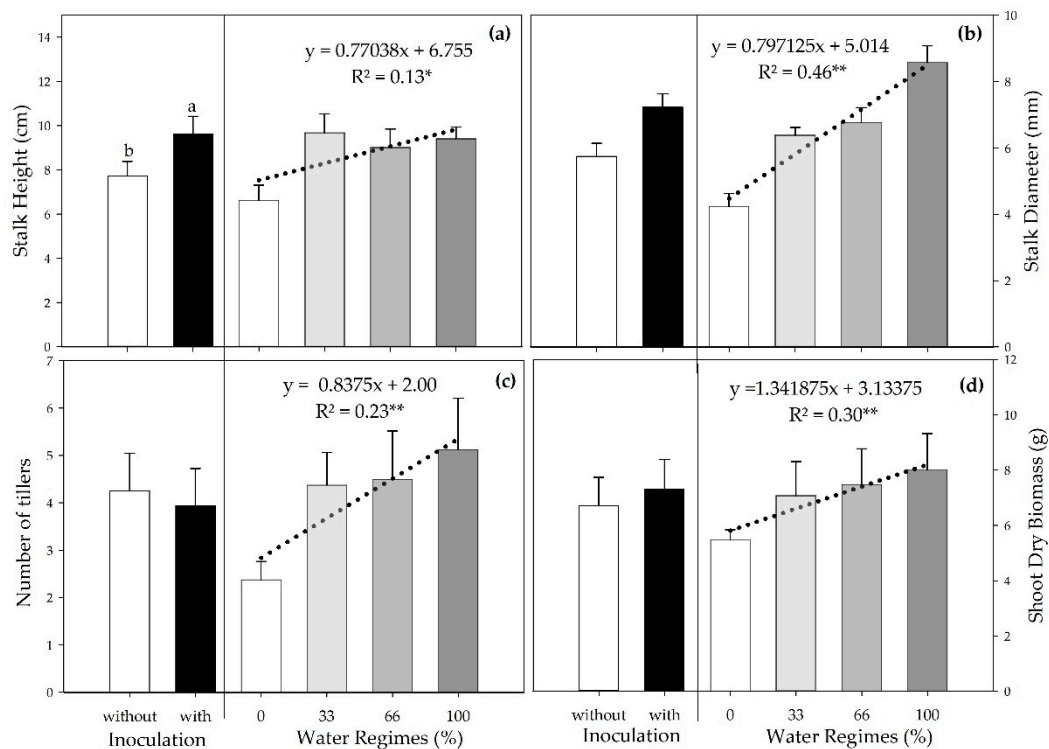 (a)
y = 0.77038x + 6.755
R² = 0.13*
b
a
Stalk Height (cm)
14
12
10
8
6
4
2
0
(b)
y = 0.797125x + 5.014
R² = 0.46**
Stalk Diameter (mm)
10
8
6
4
2
0
(c)
y = 0.8375x + 2.00
R² = 0.23**
Number of tillers
7
6
5
4
3
2
1
0
without with
Inoculation
0 33 66 100
Water Regimes (%)
(d)
y =1.341875x + 3.13375
R² = 0.30**
Shoot Dry Biomass (g)
12
10
8
6
4
2
0
without with
Inoculation
0 33 66 100
Water Regimes (%)